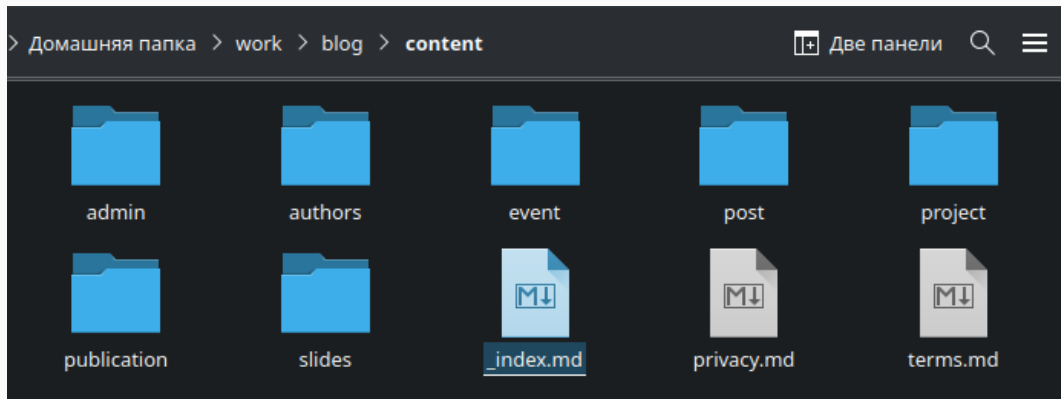 > Домашняя папка > work > blog > content Две панели
admin authors event post project
M↓ M↓ M↓
publication slides _index.md privacy.md terms.md